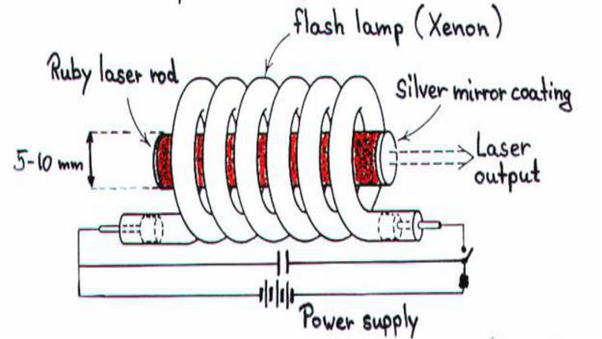 flash lamp (Xenon)
Ruby laser rod
Silver mirror coating
5-10 mm
Laser
output
Power supply